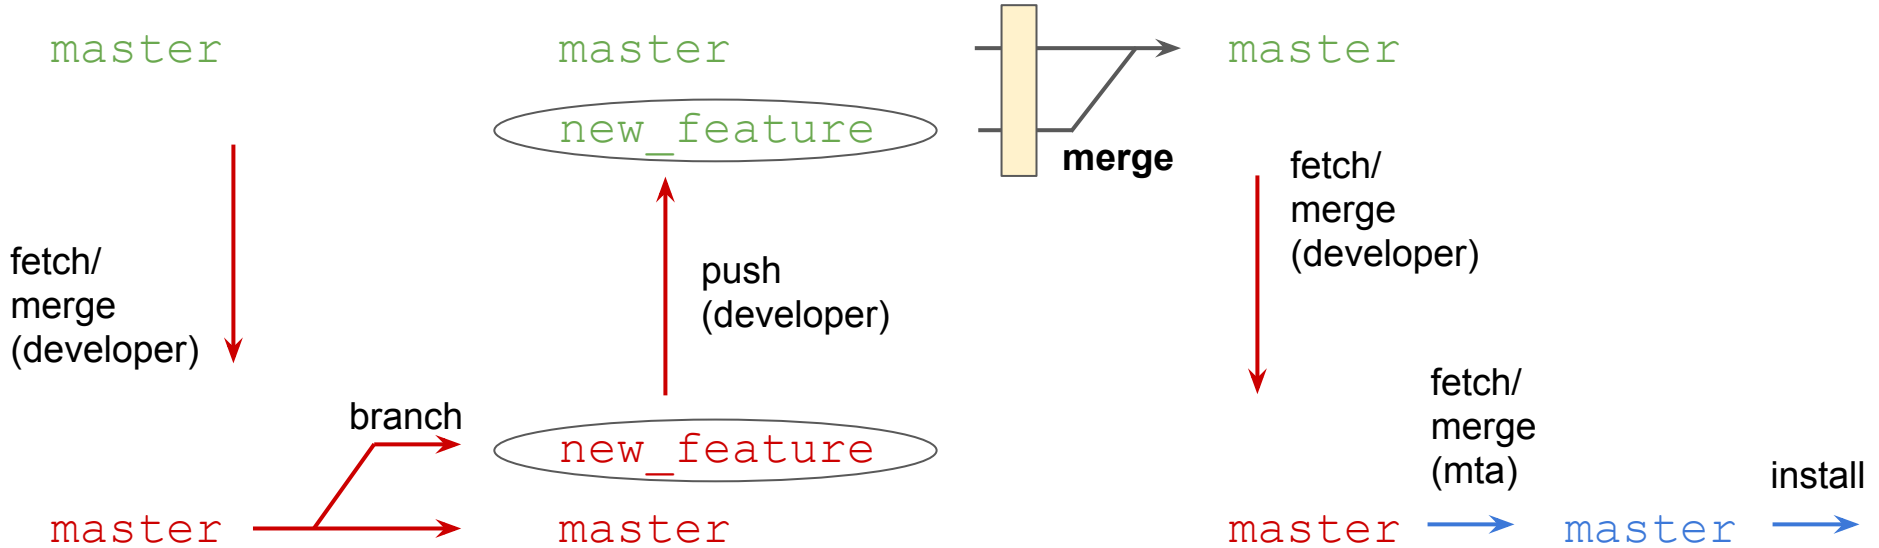 master
master
master
new_feature
merge
fetch/
merge
(developer)
fetch/
merge
(developer)
push
(developer)
branch
new_feature
fetch/
merge
(mta)
install
master
master
master
master